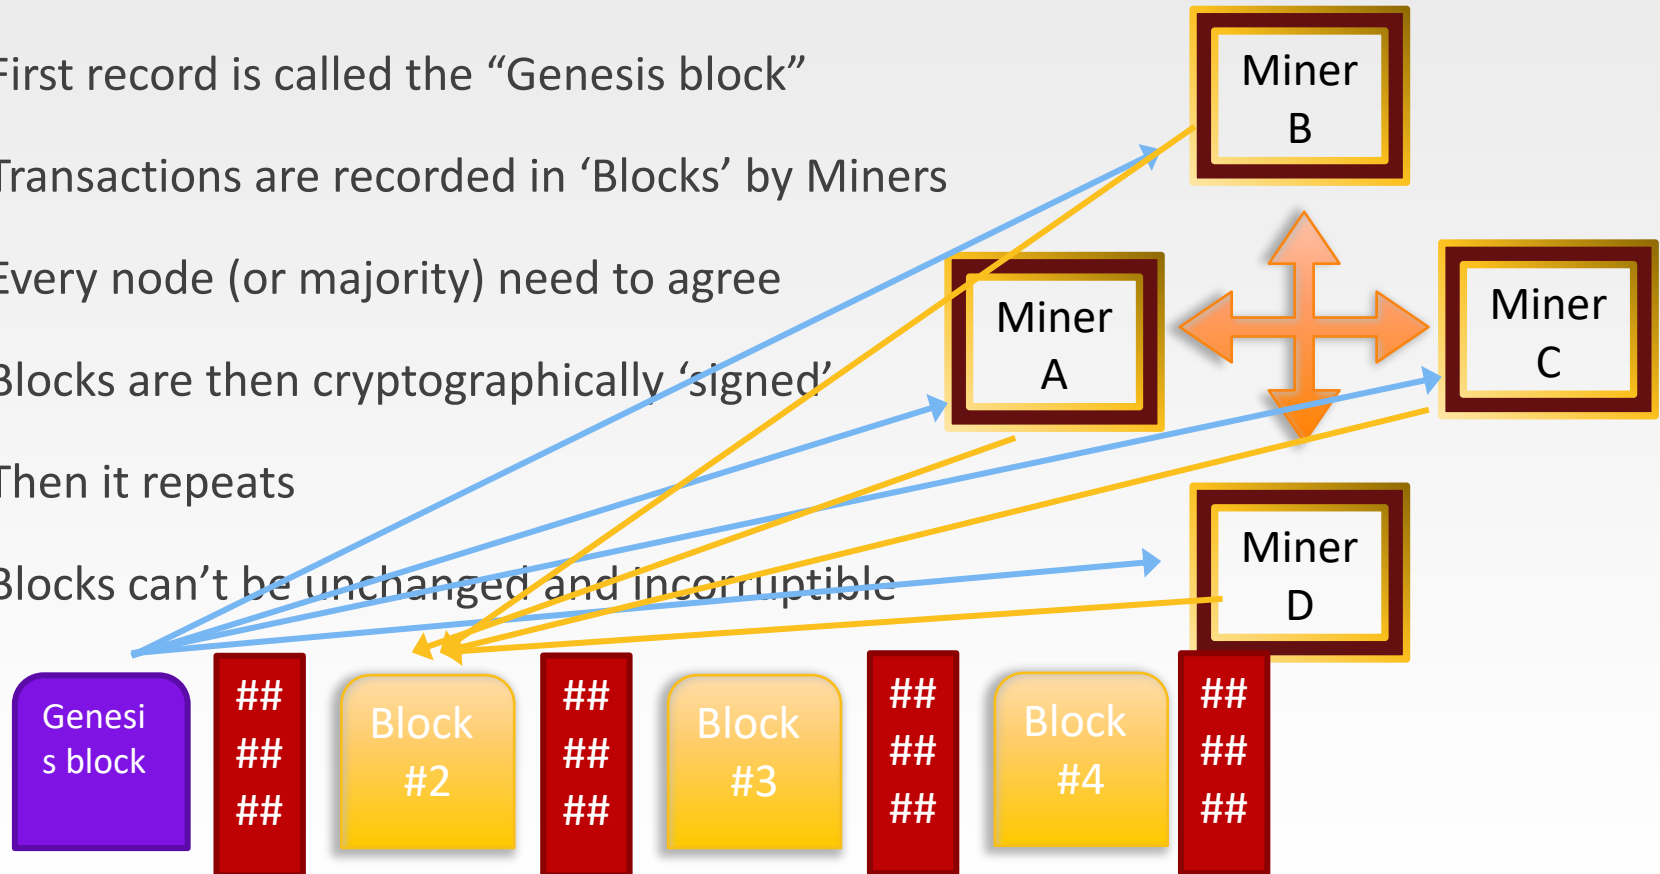 First record is called the “Genesis block”
Transactions are recorded in ‘Blocks’ by Miners
Every node (or majority) need to agree
Blocks are then cryptographically ‘signed’
Then it repeats
Blocks can’t be unchanged and incorruptible
Miner
B
Miner
A
Miner
C
Miner
D
Genesi
s block
##
##
##
Block
#2
##
##
##
Block
#3
##
##
##
Block
#4
##
##
##